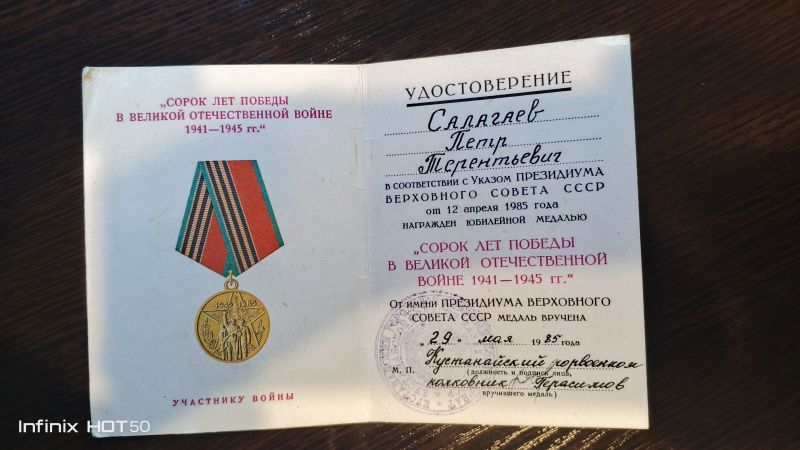 „СОРОК ЛЕТ ПОБЕДЫ
В ВЕЛИКОЙ ОТЕЧЕСТВЕННОЙ ВОЙНЕ
1941—1945 гг.“
УЧАСТНИКУ ВОЙНЫ
УДОСТОВЕРЕНИЕ
Салагаев
Петр
Терентьевич
В СООТВЕТСТВИИ С УКАЗОМ ПРЕЗИДИУМА
ВЕРХОВНОГО СОВЕТА СССР
от 12 апреля 1985 года
НАГРАЖДЕН ЮБИЛЕЙНОЙ МЕДАЛЬЮ
„СОРОК ЛЕТ ПОБЕДЫ
В ВЕЛИКОЙ ОТЕЧЕСТВЕННОЙ
ВОЙНЕ 1941—1945 гг.“
От имени ПРЕЗИДИУМА ВЕРХОВНОГО
СОВЕТА СССР МЕДАЛЬ ВРУЧЕНА
„29“ мая 1985г.
Кустанайский горвоенком
М. П. (должность и подпись лица,
полковник Герасимов
вручившего медаль)
Infinix HOT 50